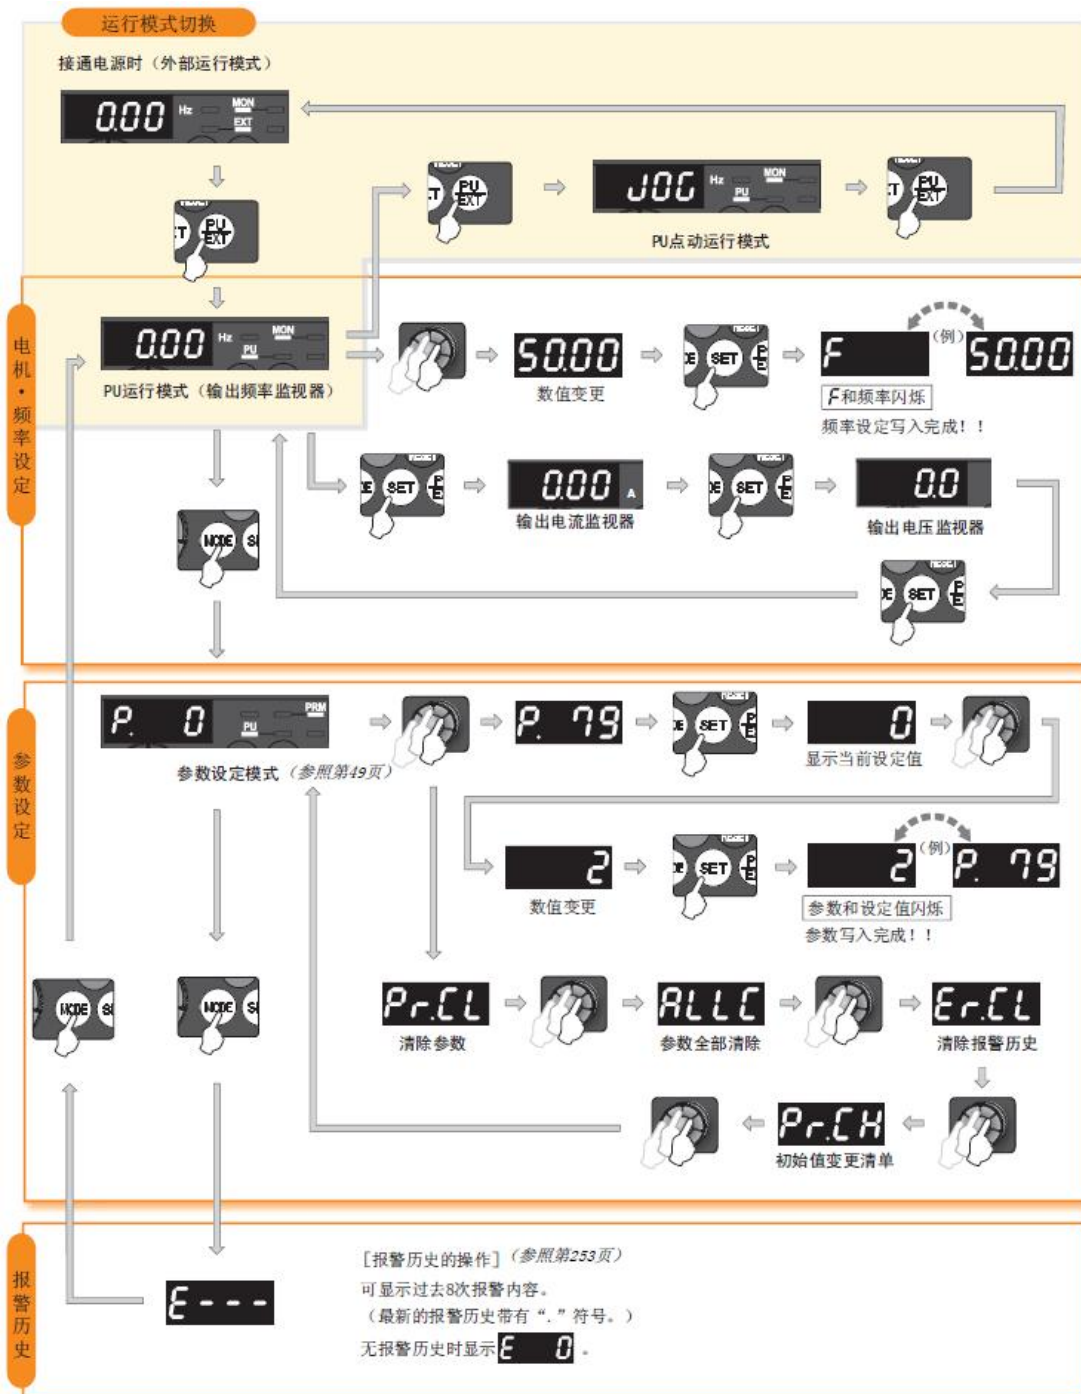 运行模式切换
接通电源时（外部运行模式）
0.00 Hz MON EXT
PU EXT
PU EXT
JOG Hz MON PU
PU EXT
PU点动运行模式
电机・频率设定
0.00 Hz MON PU
PU运行模式（输出频率监视器）
50.00
数值变更
SET
F （例） 50.00
F和频率闪烁
频率设定写入完成！！
SET
0.00 A
输出电流监视器
SET
0.0
输出电压监视器
MODE
SET
参数设定
P. 0 PU PRM
参数设定模式（参照第49页）
P. 79
SET
0
显示当前设定值
2
数值变更
SET
2 （例） P. 79
参数和设定值闪烁
参数写入完成！！
MODE
MODE
Pr.CL
清除参数
ALLC
参数全部清除
Er.CL
清除报警历史
Pr.CH
初始值变更清单
报警历史
E---
[报警历史的操作]（参照第253页）
可显示过去8次报警内容。
（最新的报警历史带有“.”符号。）
无报警历史时显示 E 0 。